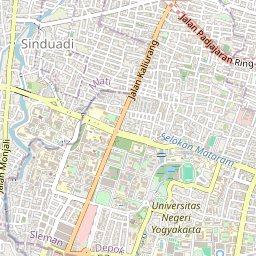 Sinduadi
Mati
Jalan Kaliurang
Jalan Padjajaran Ring
Selokan Mataram
Jalan Monjali
Universitas
Negeri
Yogyakarta
Sleman
Depok